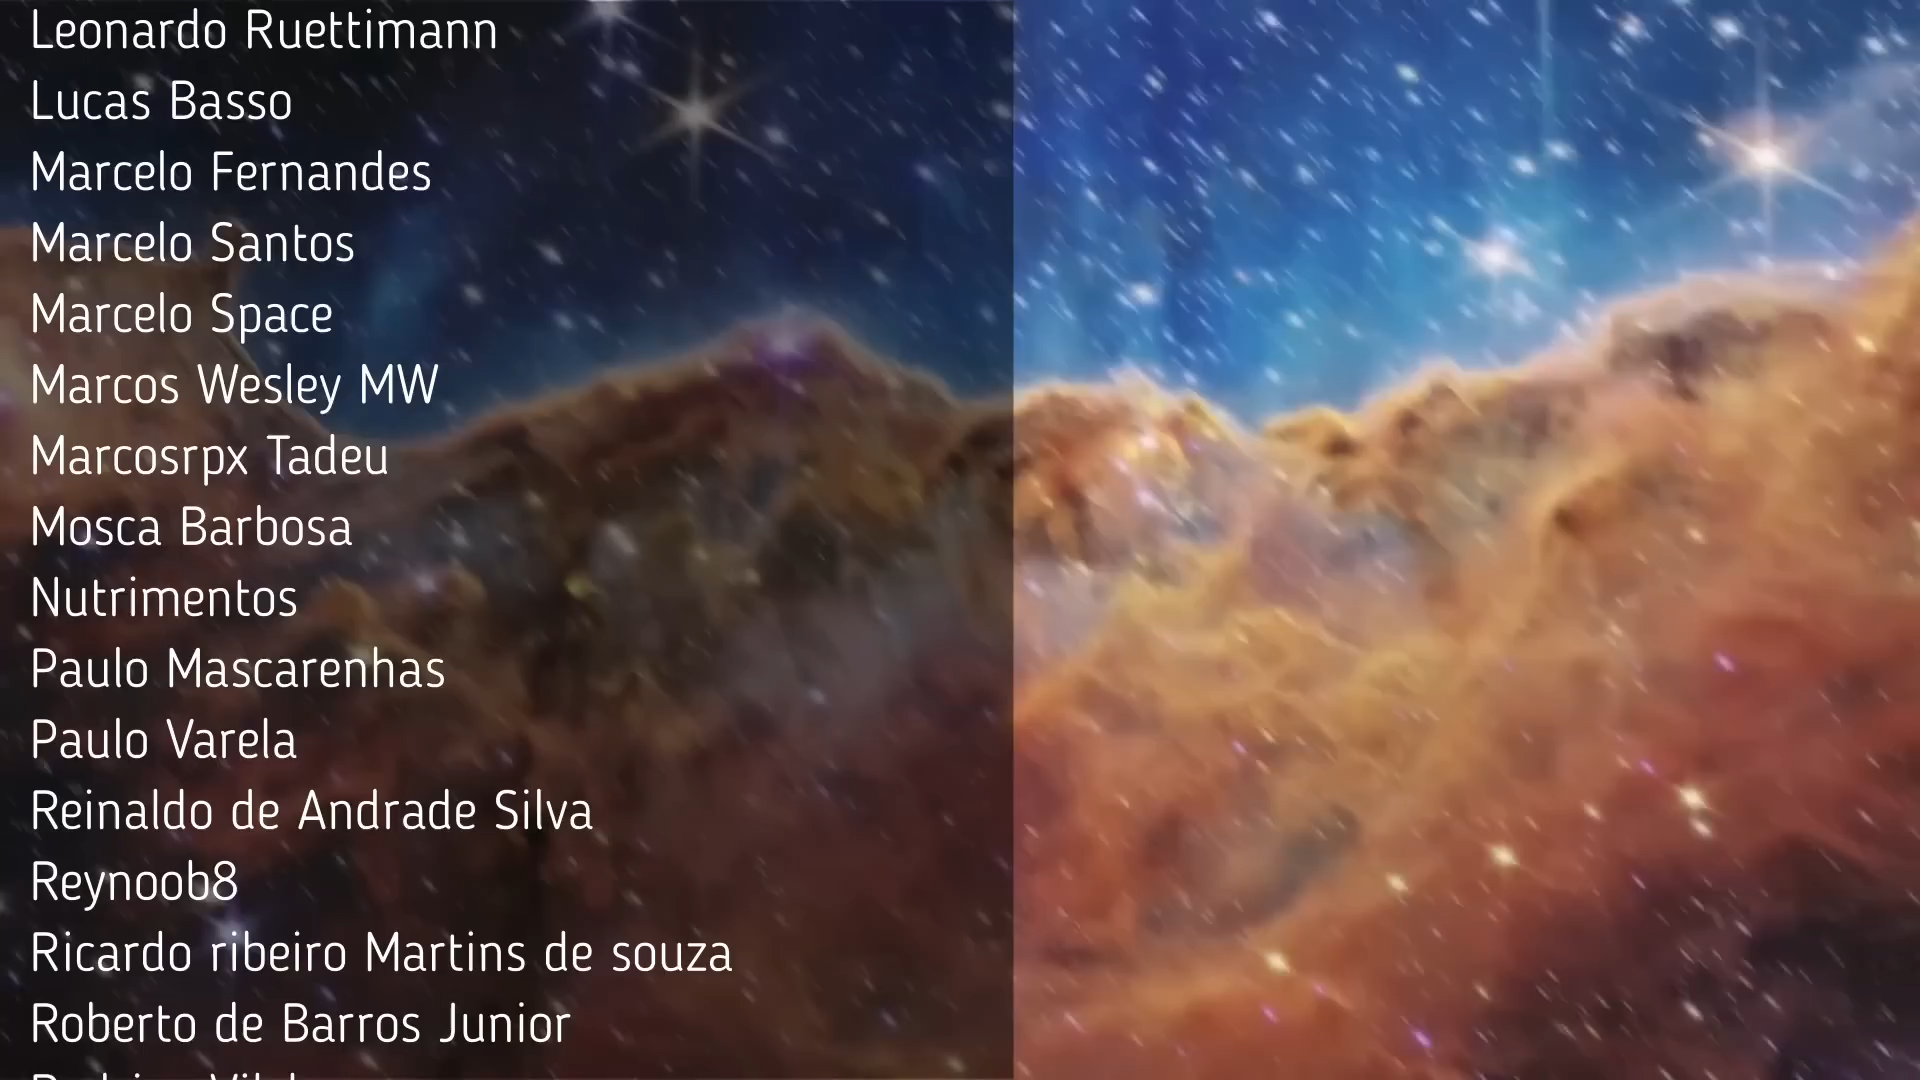 Leonardo Ruettimann
Lucas Basso
Marcelo Fernandes
Marcelo Santos
Marcelo Space
Marcos Wesley MW
Marcosrpx Tadeu
Mosca Barbosa
Nutrimentos
Paulo Mascarenhas
Paulo Varela
Reinaldo de Andrade Silva
Reynoob8
Ricardo ribeiro Martins de souza
Roberto de Barros Junior